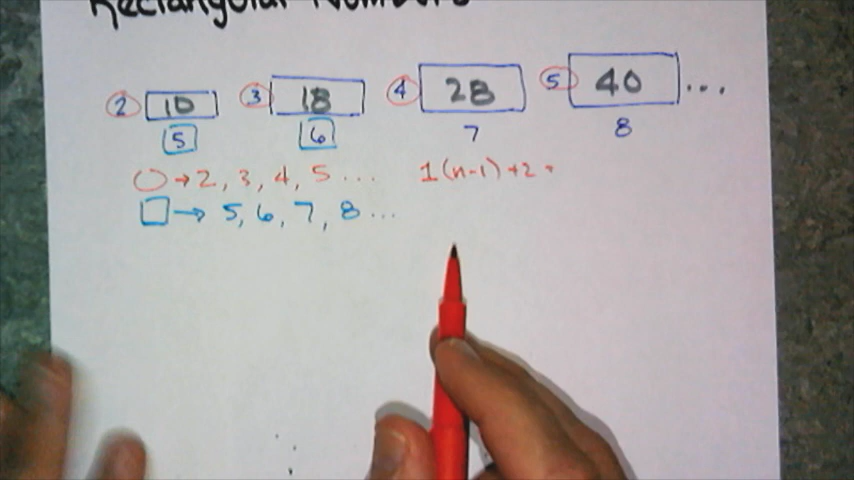 Rectangular Numbers
2 10 3 18 4 28 5 40 ...
5 6 7 8
→ 2, 3, 4, 5 ... 1(n-1)+2 =
→ 5, 6, 7, 8 ...